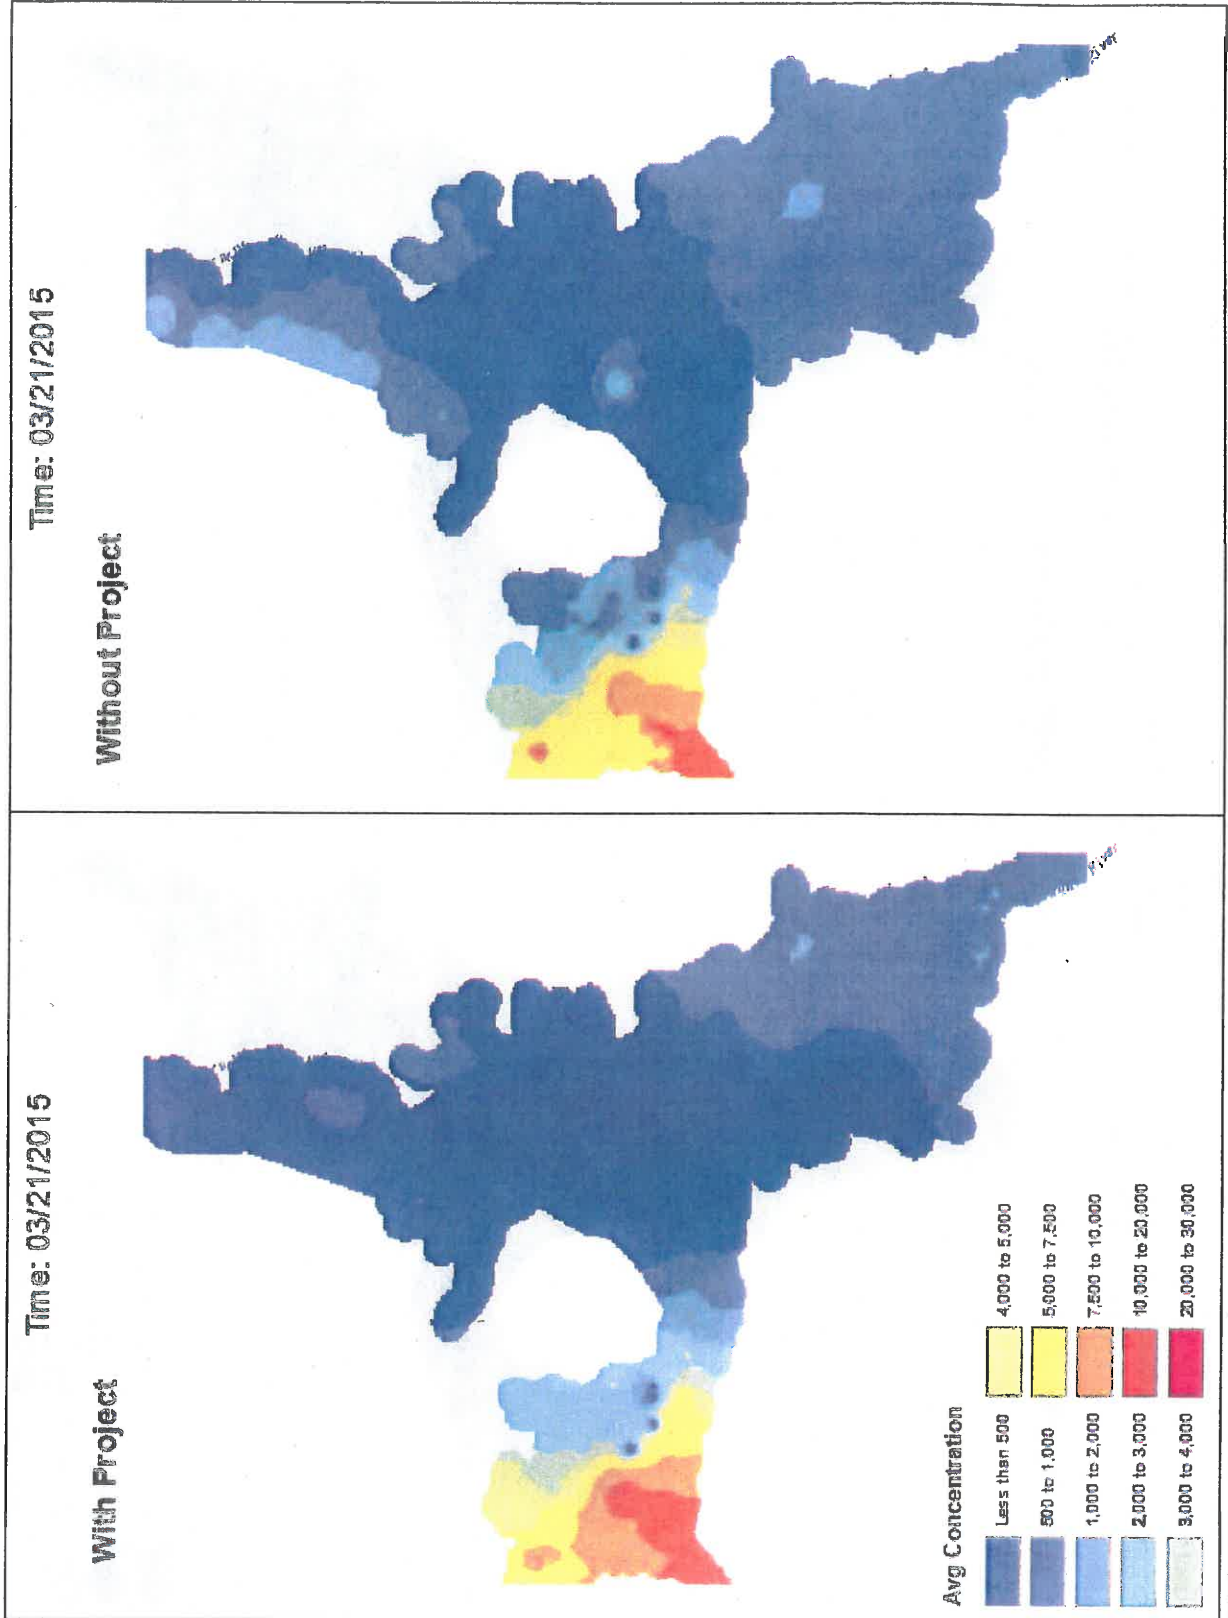 Time: 03/21/2015
With Project
River
Avg Concentration
Less than 500
500 to 1,000
1,000 to 2,000
2,000 to 3,000
3,000 to 4,000
4,000 to 5,000
5,000 to 7,500
7,500 to 10,000
10,000 to 20,000
20,000 to 30,000
Time: 03/21/2015
Without Project
River